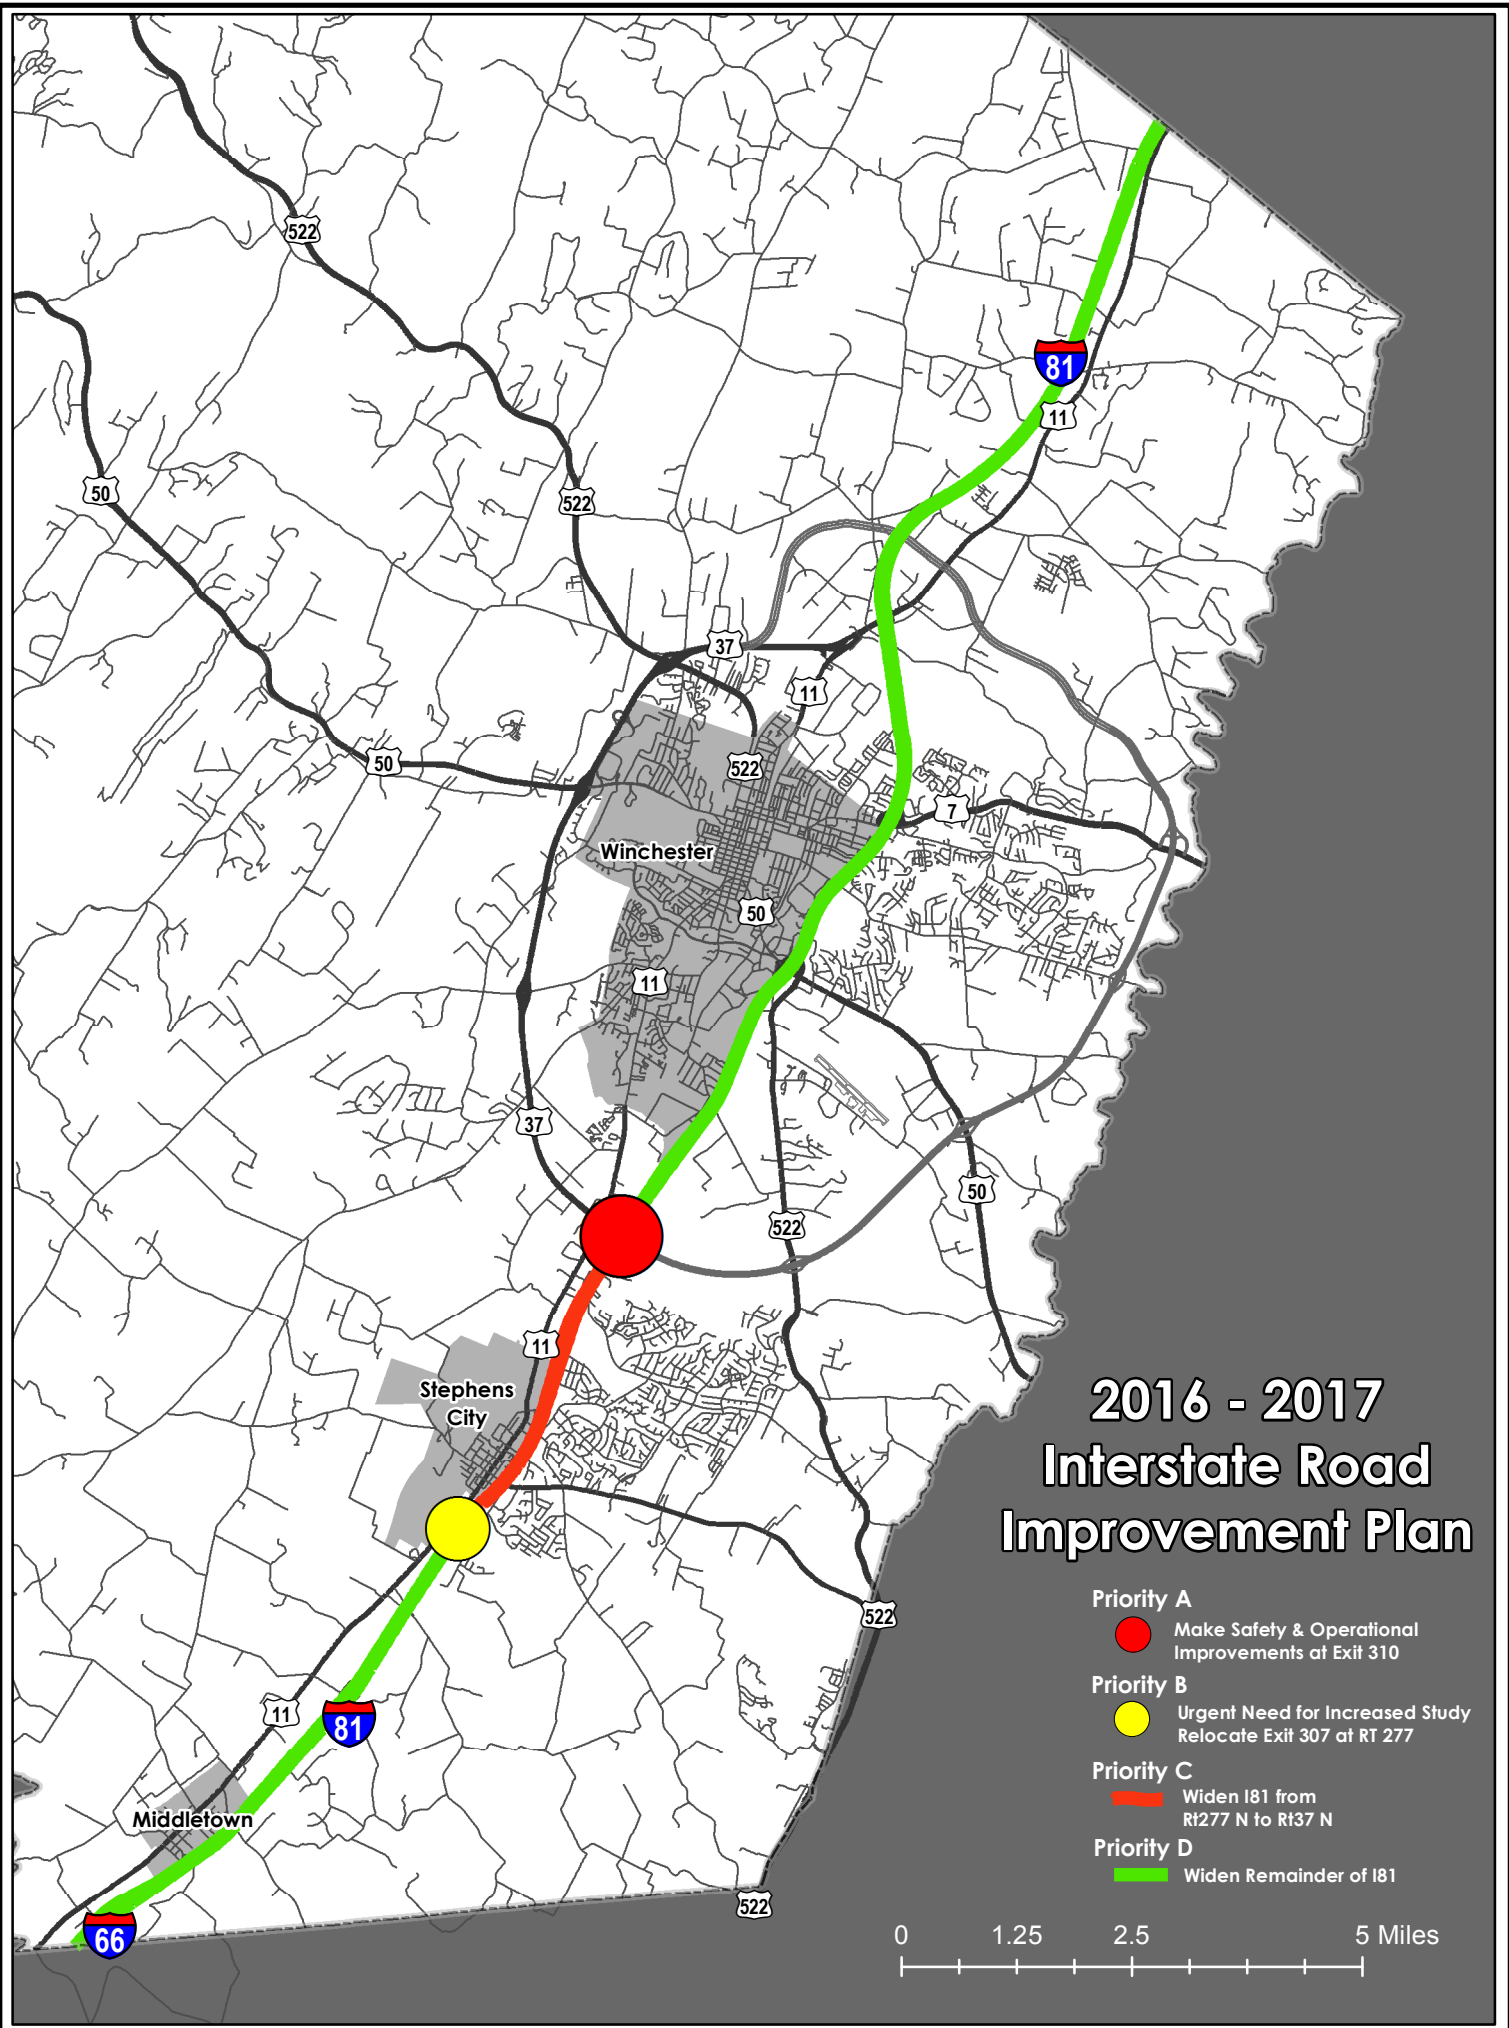 522
81
11
50
522
37
11
50
522
7
Winchester
50
11
37
50
522
11
Stephens
City
2016 - 2017
Interstate Road
Improvement Plan
Priority A
Make Safety & Operational
Improvements at Exit 310
522
Priority B
Urgent Need for Increased Study
Relocate Exit 307 at RT 277
11
81
Priority C
Widen I81 from
Rt277 N to Rt37 N
Middletown
Priority D
Widen Remainder of I81
522
66
0 1.25 2.5 5 Miles